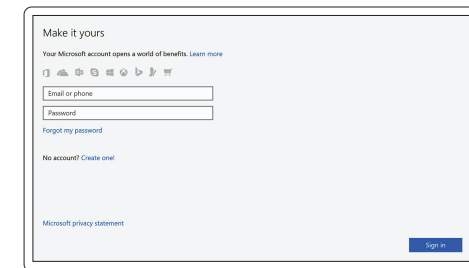 Make it yours
Your Microsoft account opens a world of benefits. Learn more
Email or phone
Password
Forgot my password
No account? Create one!
Microsoft privacy statement
Sign in